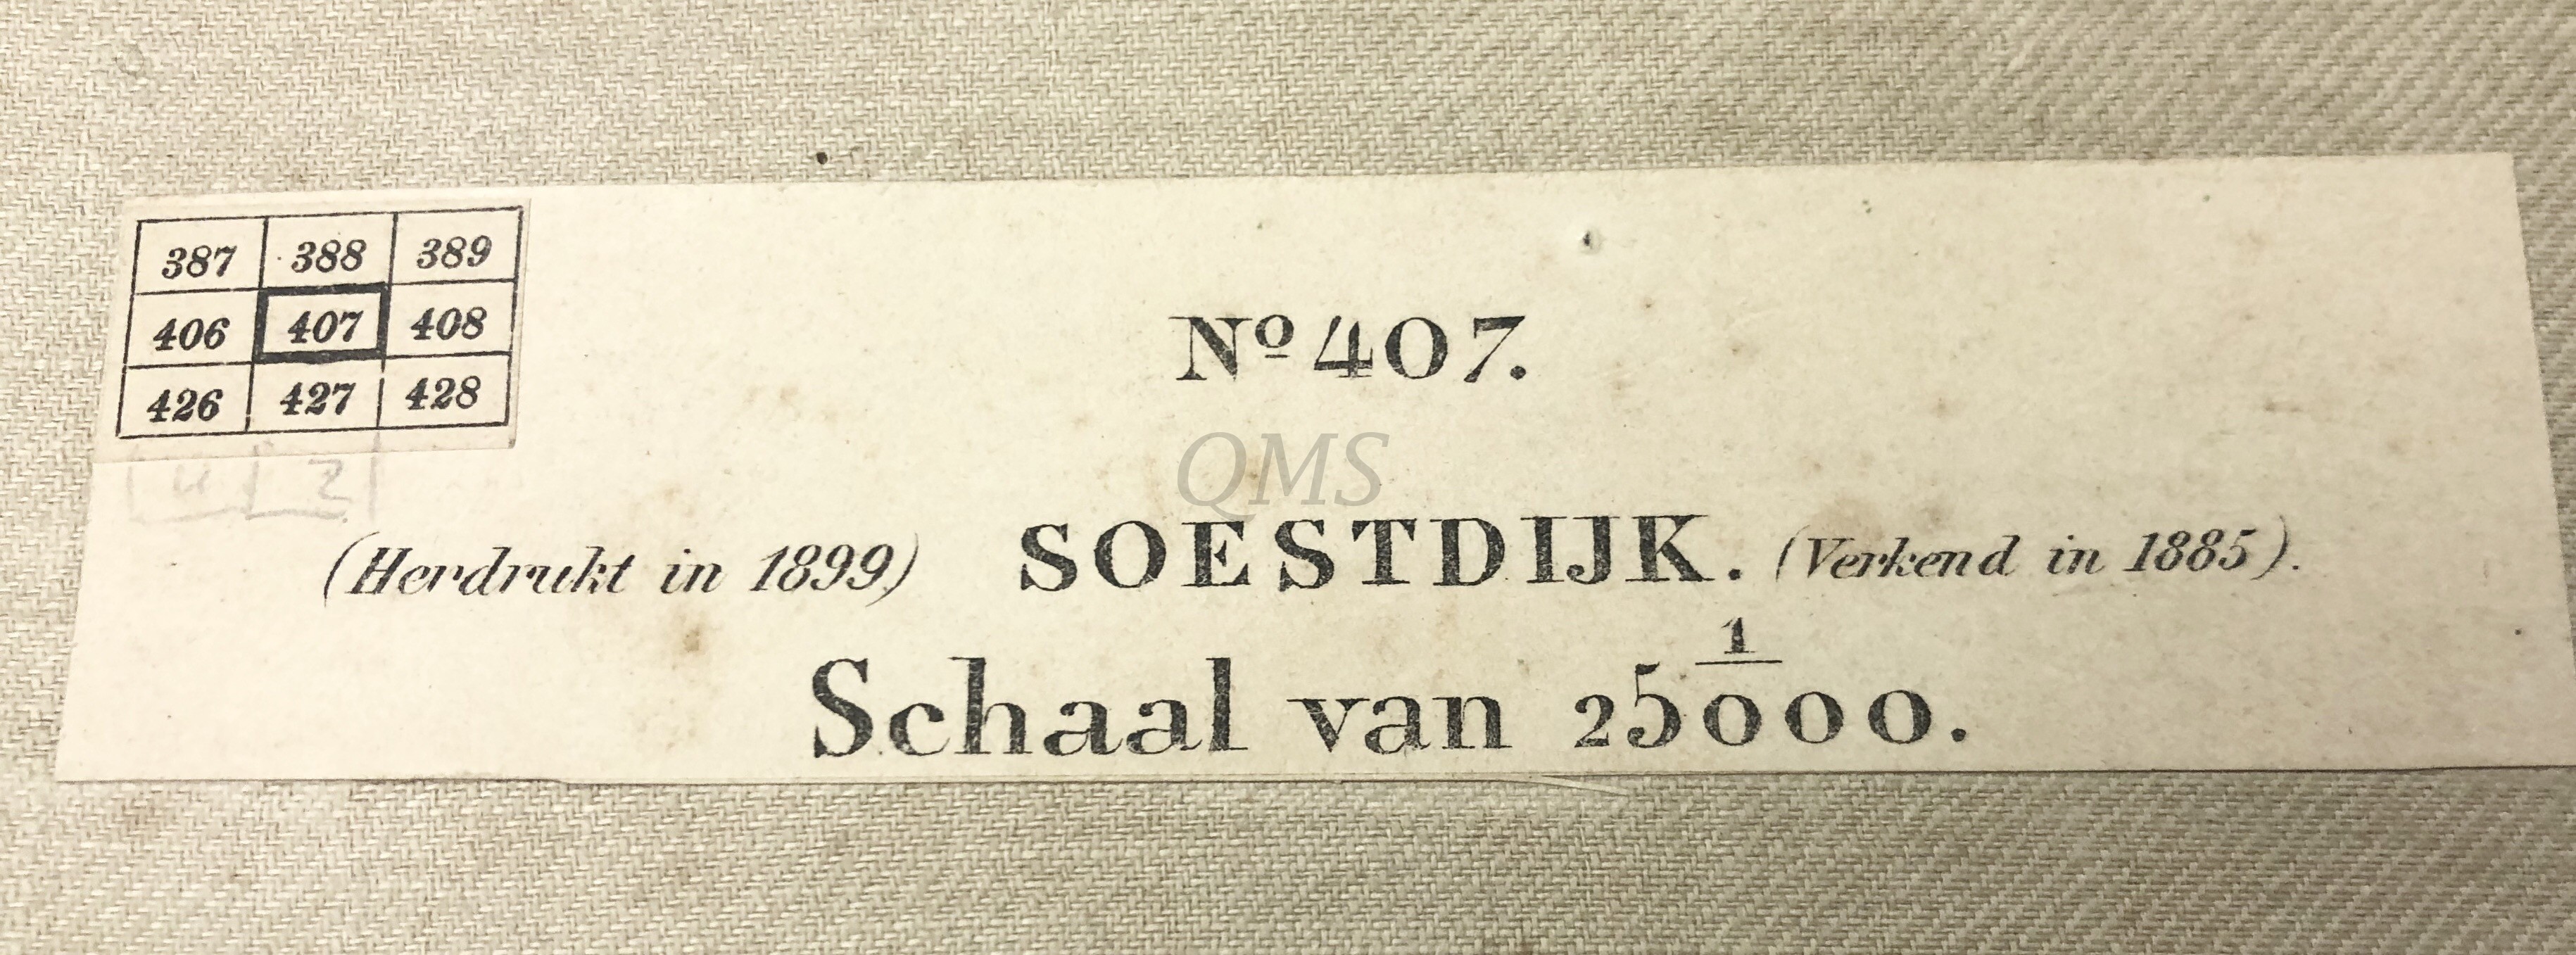 387 388 389
406 407 408
426 427 428
Nº 407.
QMS
(Herdrukt in 1899) SOESTDIJK. (Verkend in 1885).
Schaal van 1/25000.